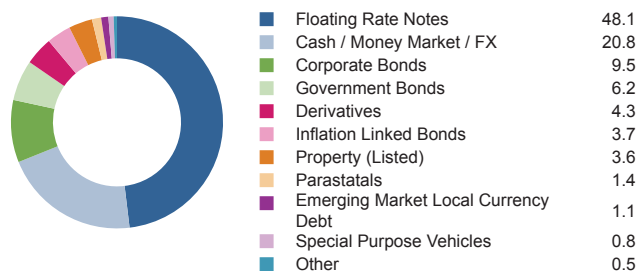 Floating Rate Notes 48.1
Cash / Money Market / FX 20.8
Corporate Bonds 9.5
Government Bonds 6.2
Derivatives 4.3
Inflation Linked Bonds 3.7
Property (Listed) 3.6
Parastatals 1.4
Emerging Market Local Currency 1.1
Debt
Special Purpose Vehicles 0.8
Other 0.5